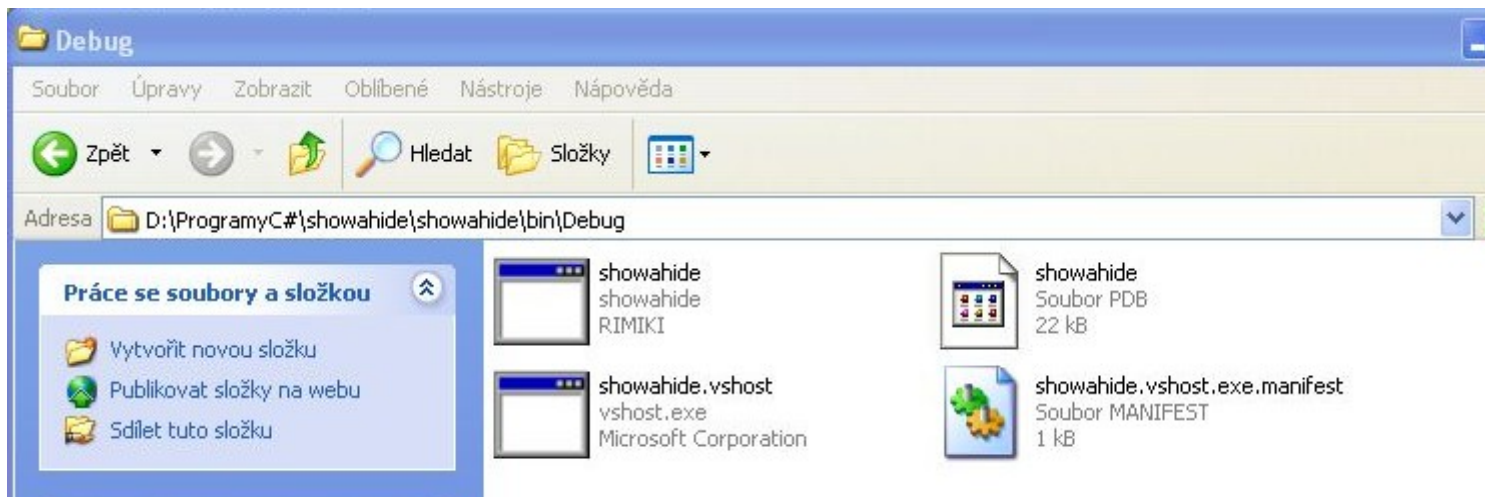 Debug
Soubor Úpravy Zobrazit Oblíbené Nástroje Nápověda
Zpět Hledat Složky
Adresa D:\ProgramyC#\showahide\showahide\bin\Debug
Práce se soubory a složkou
Vytvořit novou složku
Publikovat složky na webu
Sdílet tuto složku
showahide
showahide
RIMIKI
showahide
Soubor PDB
22 kB
showahide.vshost
vshost.exe
Microsoft Corporation
showahide.vshost.exe.manifest
Soubor MANIFEST
1 kB